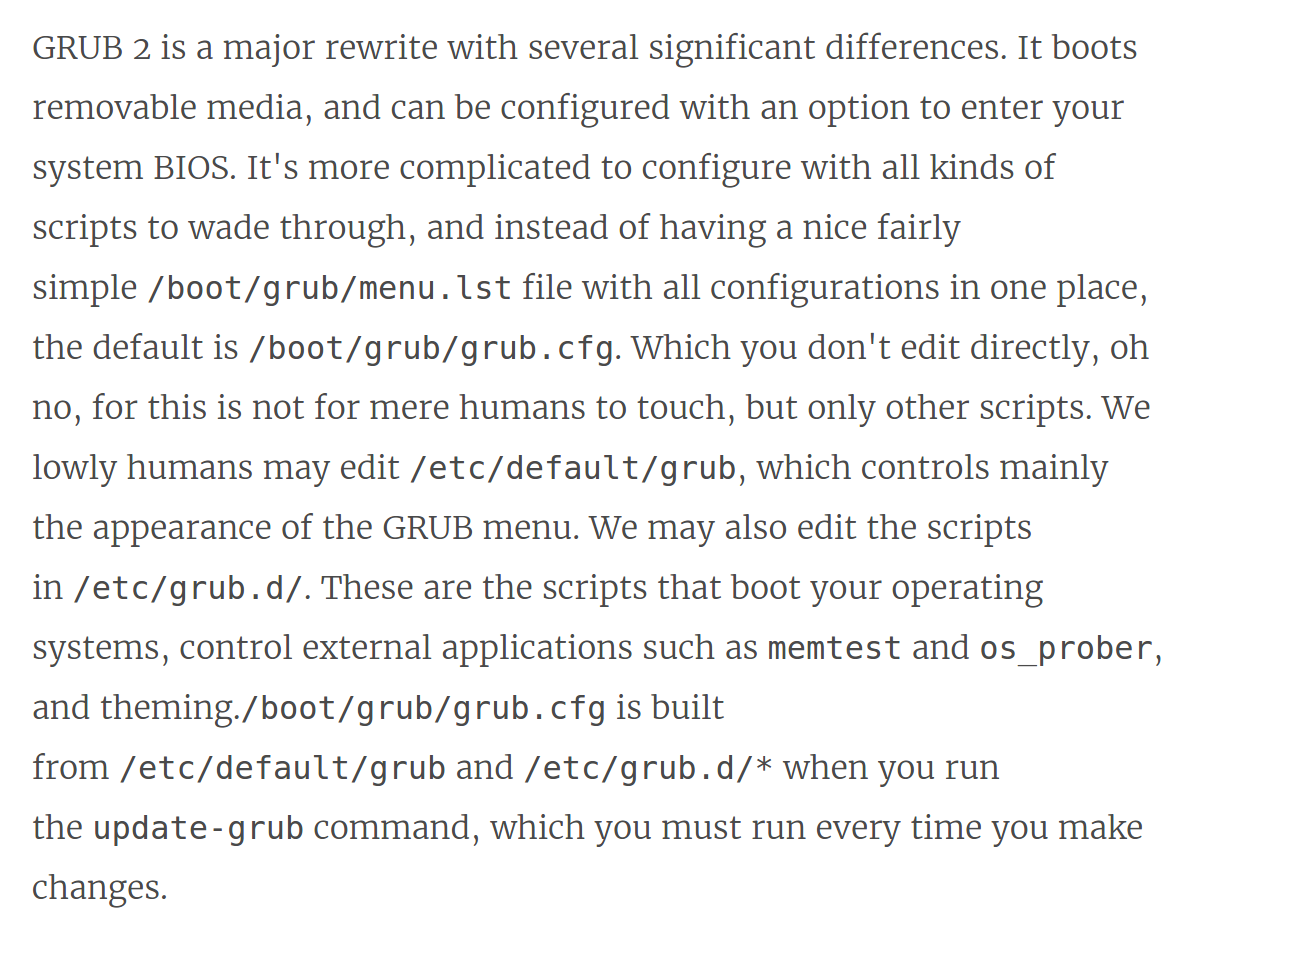 GRUB 2 is a major rewrite with several significant differences. It boots
removable media, and can be configured with an option to enter your
system BIOS. It's more complicated to configure with all kinds of
scripts to wade through, and instead of having a nice fairly
simple /boot/grub/menu.lst file with all configurations in one place,
the default is /boot/grub/grub.cfg. Which you don't edit directly, oh
no, for this is not for mere humans to touch, but only other scripts. We
lowly humans may edit /etc/default/grub, which controls mainly
the appearance of the GRUB menu. We may also edit the scripts
in /etc/grub.d/. These are the scripts that boot your operating
systems, control external applications such as memtest and os_prober,
and theming./boot/grub/grub.cfg is built
from /etc/default/grub and /etc/grub.d/* when you run
the update-grub command, which you must run every time you make
changes.